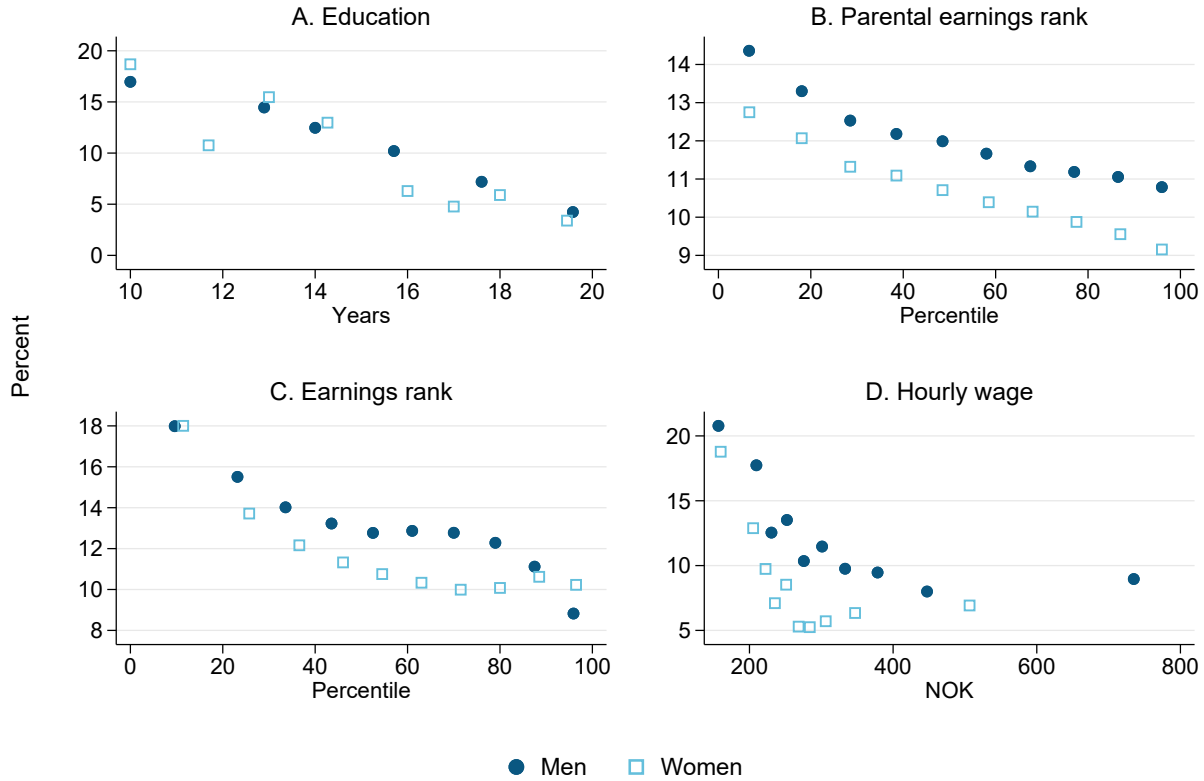 A. Education
20
15
10
5
0
10 12 14 16 18 20
Years
B. Parental earnings rank
14
13
12
11
10
9
0 20 40 60 80 100
Percentile
Percent
C. Earnings rank
18
16
14
12
10
8
0 20 40 60 80 100
Percentile
D. Hourly wage
20
15
10
5
200 400 600 800
NOK
Men Women